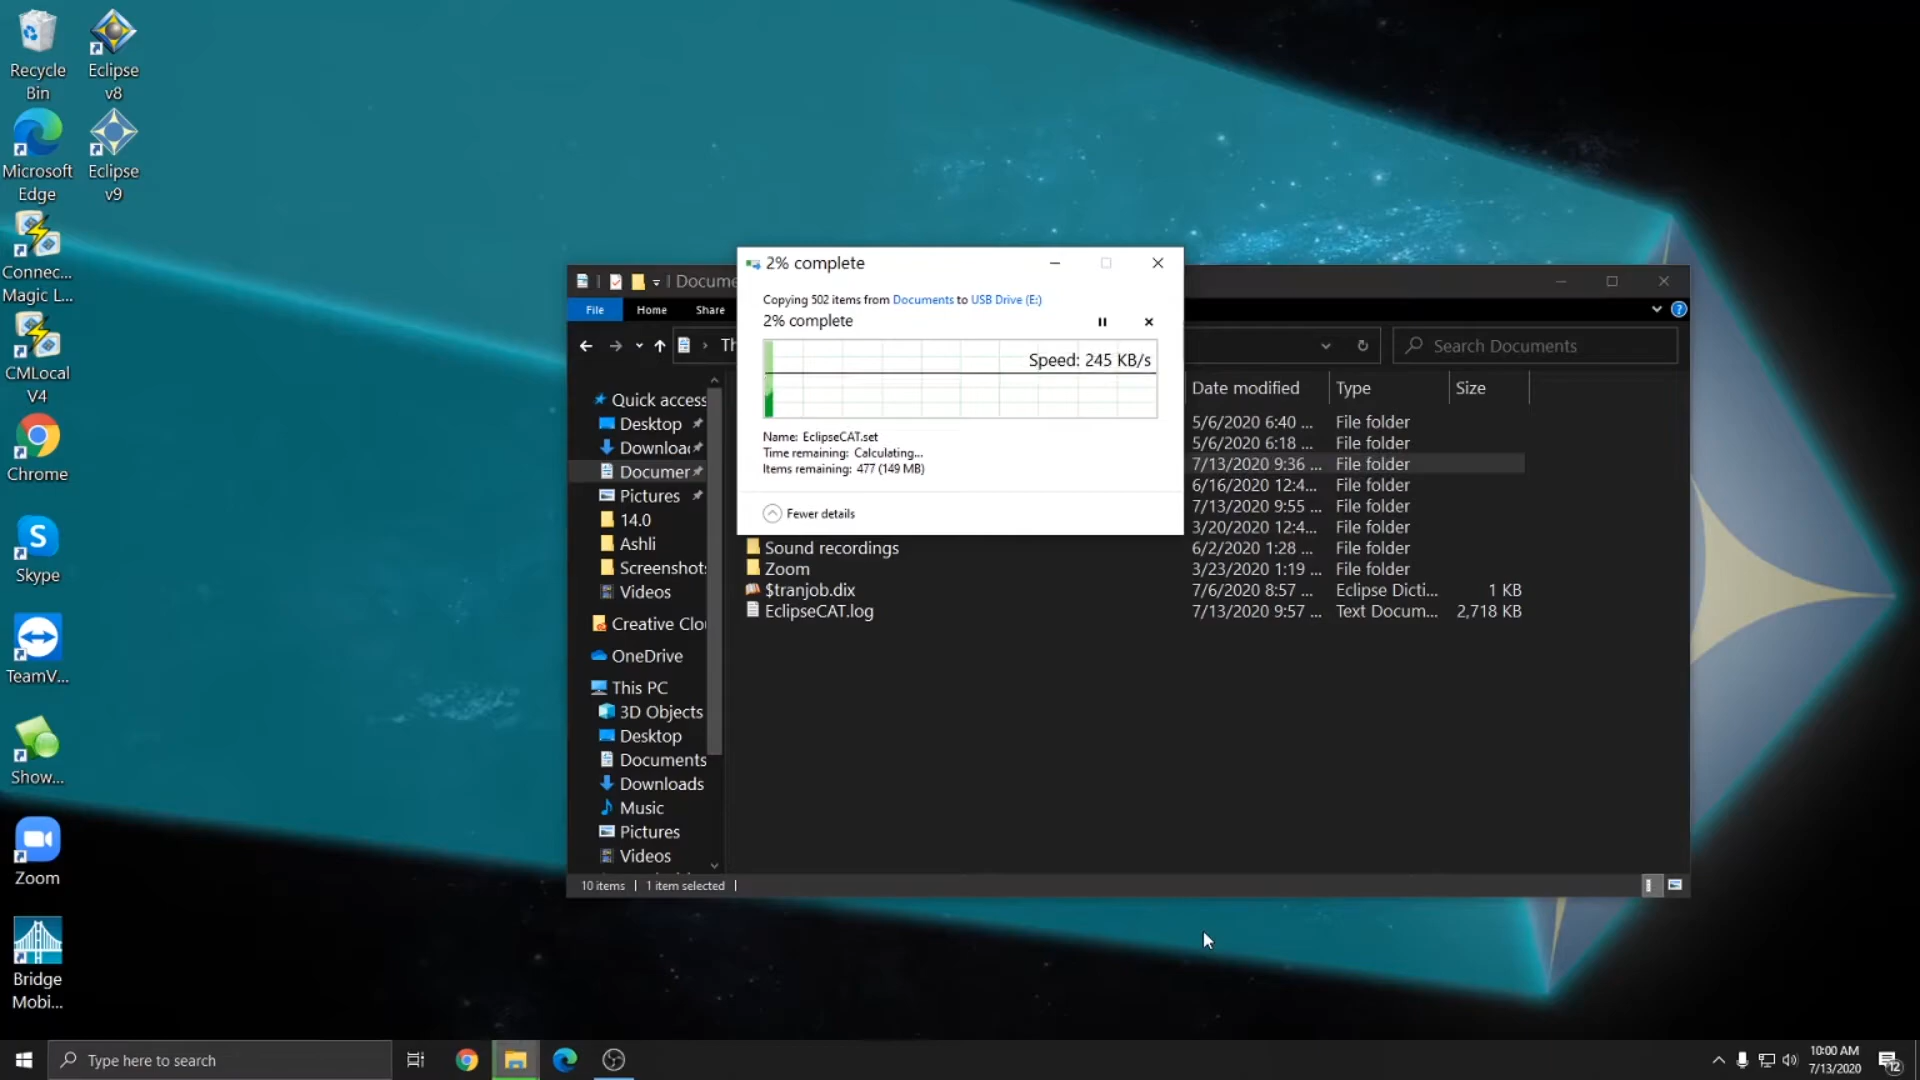 Recycle
Bin
Eclipse
v8
Microsoft
Edge
Eclipse
v9
Connec...
Magic L...
CMLocal
V4
Chrome
Skype
TeamV...
Show...
Zoom
Bridge
Mobi...
Docume
File Home Share
Th
Search Documents
Quick access
Desktop
Downloa
Documer
Pictures
14.0
Ashli
Screenshot
Videos
Creative Clo
OneDrive
This PC
3D Objects
Desktop
Documents
Downloads
Music
Pictures
Videos
2% complete
Copying 502 items from Documents to USB Drive (E:)
2% complete
Speed: 245 KB/s
Name: EclipseCAT.set
Time remaining: Calculating...
Items remaining: 477 (149 MB)
Fewer details
Date modified Type Size
5/6/2020 6:40 ... File folder
5/6/2020 6:18 ... File folder
7/13/2020 9:36 ... File folder
6/16/2020 12:4... File folder
7/13/2020 9:55 ... File folder
3/20/2020 12:4... File folder
Sound recordings 6/2/2020 1:28 ... File folder
Zoom 3/23/2020 1:19 ... File folder
$tranjob.dix 7/6/2020 8:57 ... Eclipse Dicti... 1 KB
EclipseCAT.log 7/13/2020 9:57 ... Text Docum... 2,718 KB
10 items 1 item selected
Type here to search
10:00 AM
7/13/2020
12